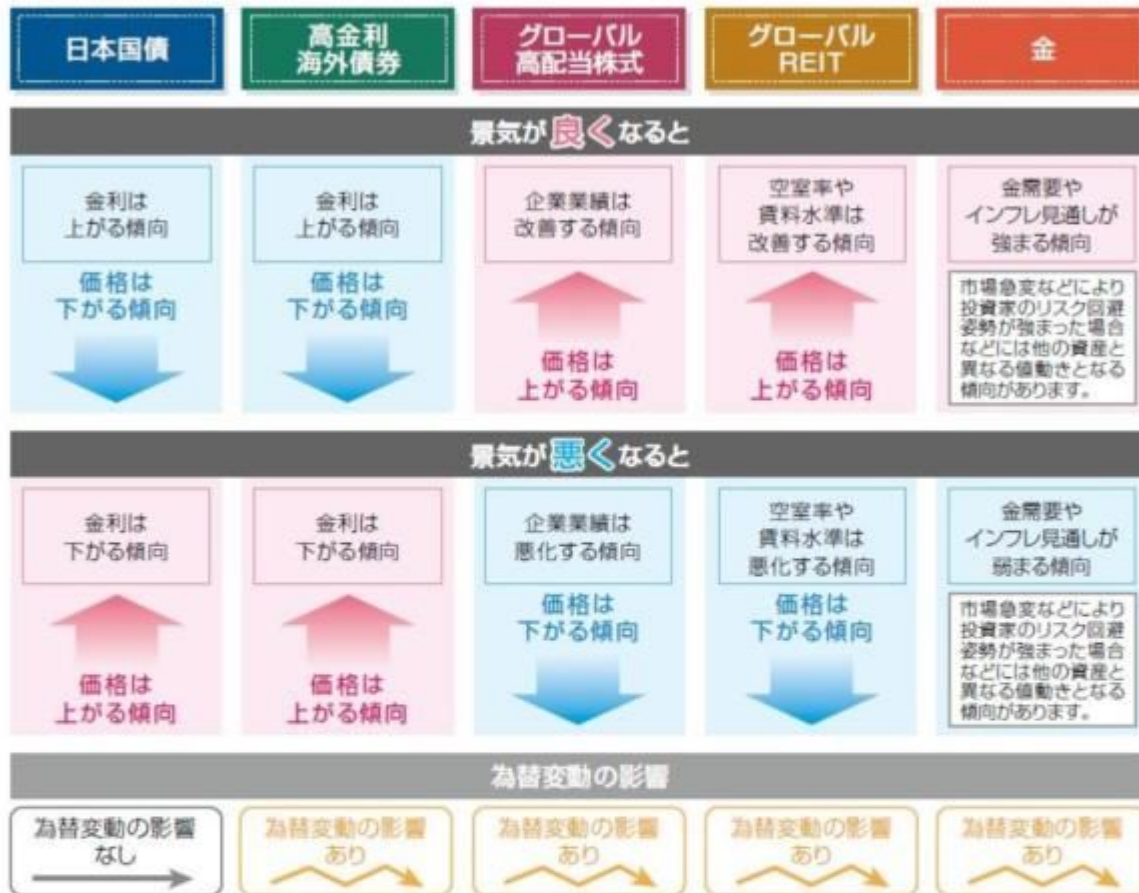 日本国債
高金利
海外債券
グローバル
高配当株式
グローバル
REIT
金
景気が良くなると
金利は
上がる傾向
価格は
下がる傾向
金利は
上がる傾向
価格は
下がる傾向
企業業績は
改善する傾向
価格は
上がる傾向
空室率や
賃料水準は
改善する傾向
価格は
上がる傾向
金需要や
インフレ見通しが
強まる傾向
市場急変などにより
投資家のリスク回避
姿勢が強まった場合
などには他の資産と
異なる値動きとなる
傾向があります。
景気が悪くなると
金利は
下がる傾向
価格は
上がる傾向
金利は
下がる傾向
価格は
上がる傾向
企業業績は
悪化する傾向
価格は
下がる傾向
空室率や
賃料水準は
悪化する傾向
価格は
下がる傾向
金需要や
インフレ見通しが
弱まる傾向
市場急変などにより
投資家のリスク回避
姿勢が強まった場合
などには他の資産と
異なる値動きとなる
傾向があります。
為替変動の影響
為替変動の影響
なし
為替変動の影響
あり
為替変動の影響
あり
為替変動の影響
あり
為替変動の影響
あり